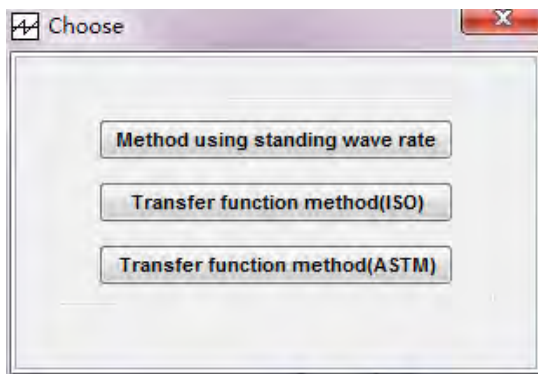 Choose
Method using standing wave rate
Transfer function method(ISO)
Transfer function method(ASTM)